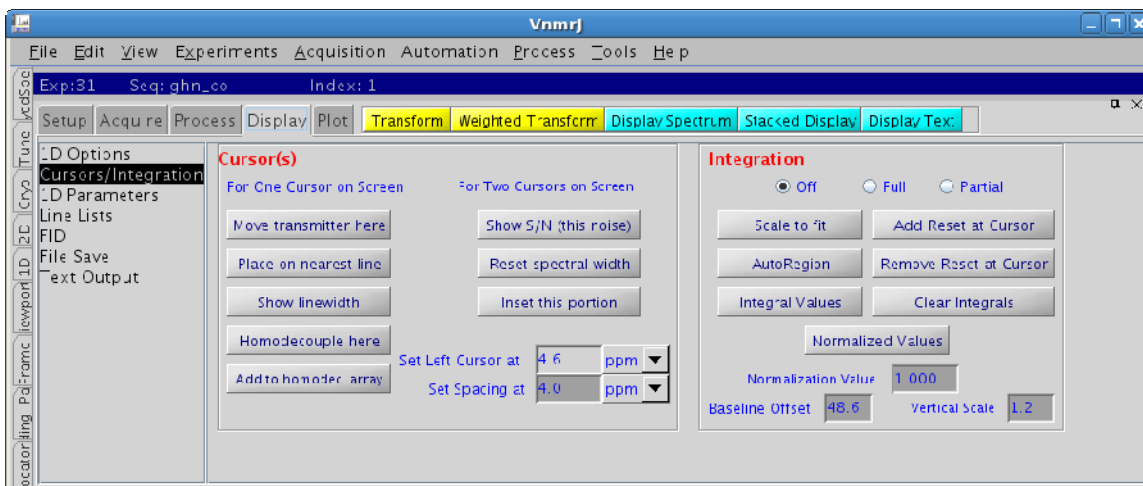 VnmrJ
File Edit View Experiments Acquisition Automation Process Tools Help
Exp:31 Seq: ghn_co Index: 1
Setup Acquire Process Display Plot Transform Weighted Transform Display Spectrum Stacked Display Display Text
1D Options
Cursors/Integration
1D Parameters
Line Lists
FID
File Save
Text Output
Cursor(s)
For One Cursor on Screen For Two Cursors on Screen
Move transmitter here Show S/N (this noise)
Place on nearest line Reset spectral width
Show linewidth Inset this portion
Homodecouple here
Add to homodec array
Set Left Cursor at 4.6 ppm
Set Spacing at 4.0 ppm
Integration
Off Full Partial
Scale to fit Add Reset at Cursor
AutoRegion Remove Reset at Cursor
Integral Values Clear Integrals
Normalized Values
Normalization Value 1.000
Baseline Offset 48.6 Vertical Scale 1.2
Tune
Cryo
2D
1D
Frame